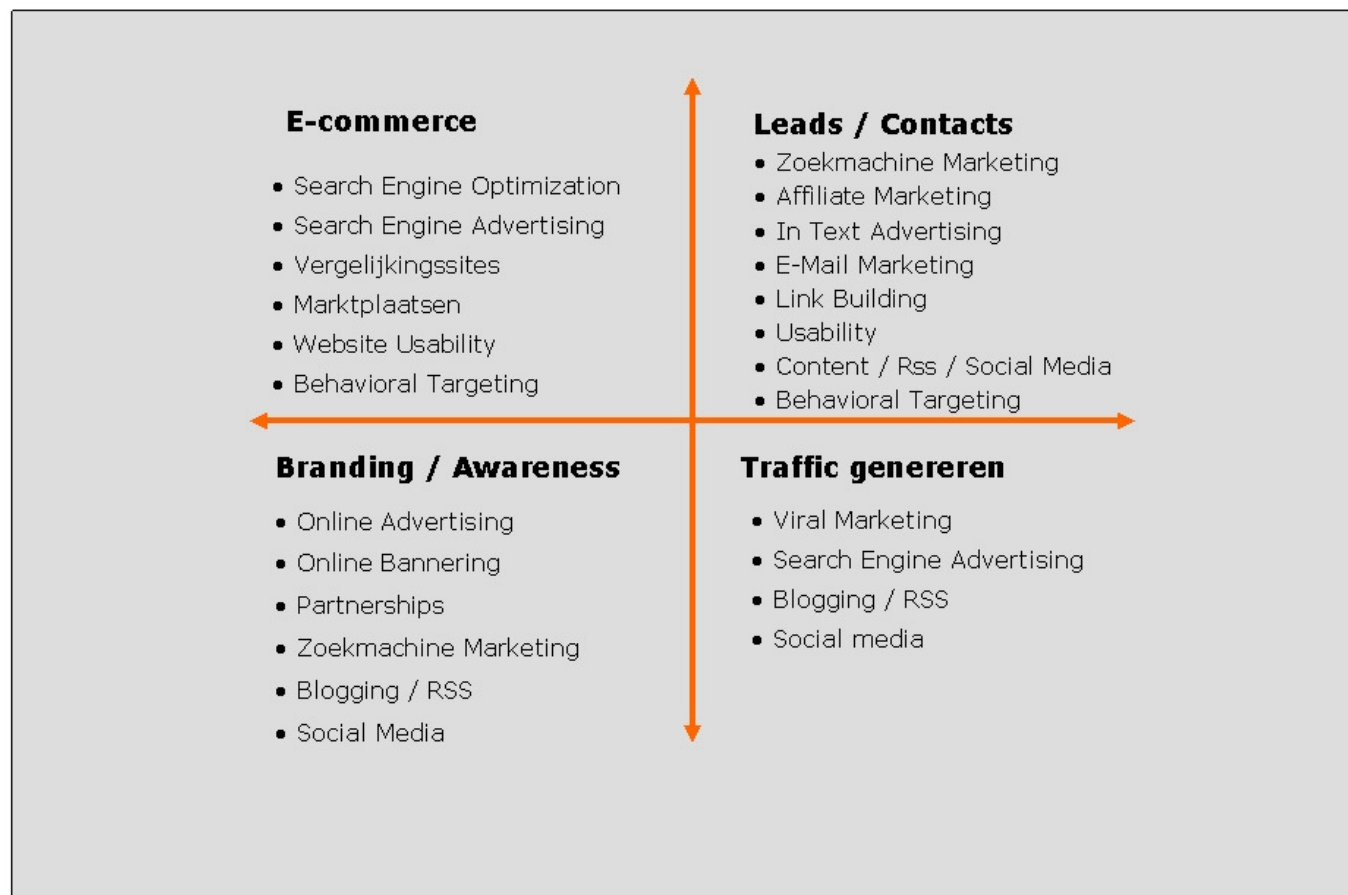 E-commerce
• Search Engine Optimization
• Search Engine Advertising
• Vergelijkingssites
• Marktplaatsen
• Website Usability
• Behavioral Targeting
Leads / Contacts
• Zoekmachine Marketing
• Affiliate Marketing
• In Text Advertising
• E-Mail Marketing
• Link Building
• Usability
• Content / Rss / Social Media
• Behavioral Targeting
Branding / Awareness
• Online Advertising
• Online Bannering
• Partnerships
• Zoekmachine Marketing
• Blogging / RSS
• Social Media
Traffic genereren
• Viral Marketing
• Search Engine Advertising
• Blogging / RSS
• Social media